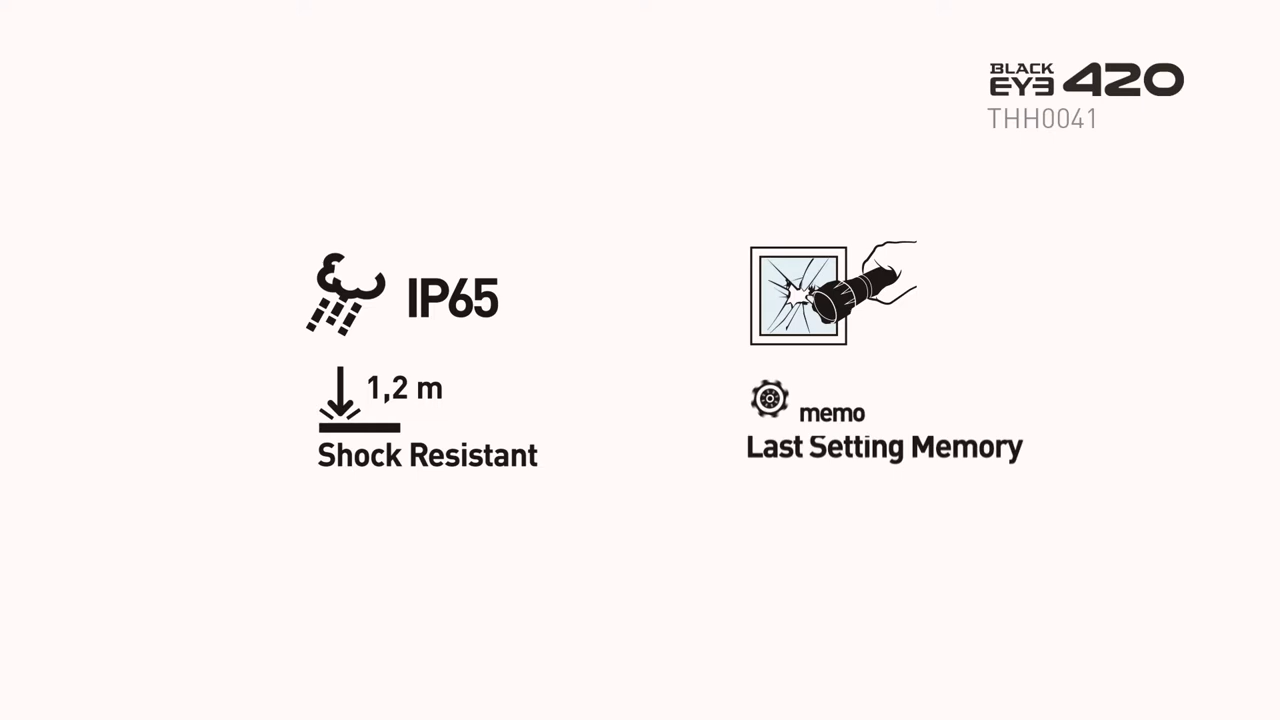 BLACK
EYE 420
THH0041
IP65
1,2 m
Shock Resistant
memo
Last Setting Memory